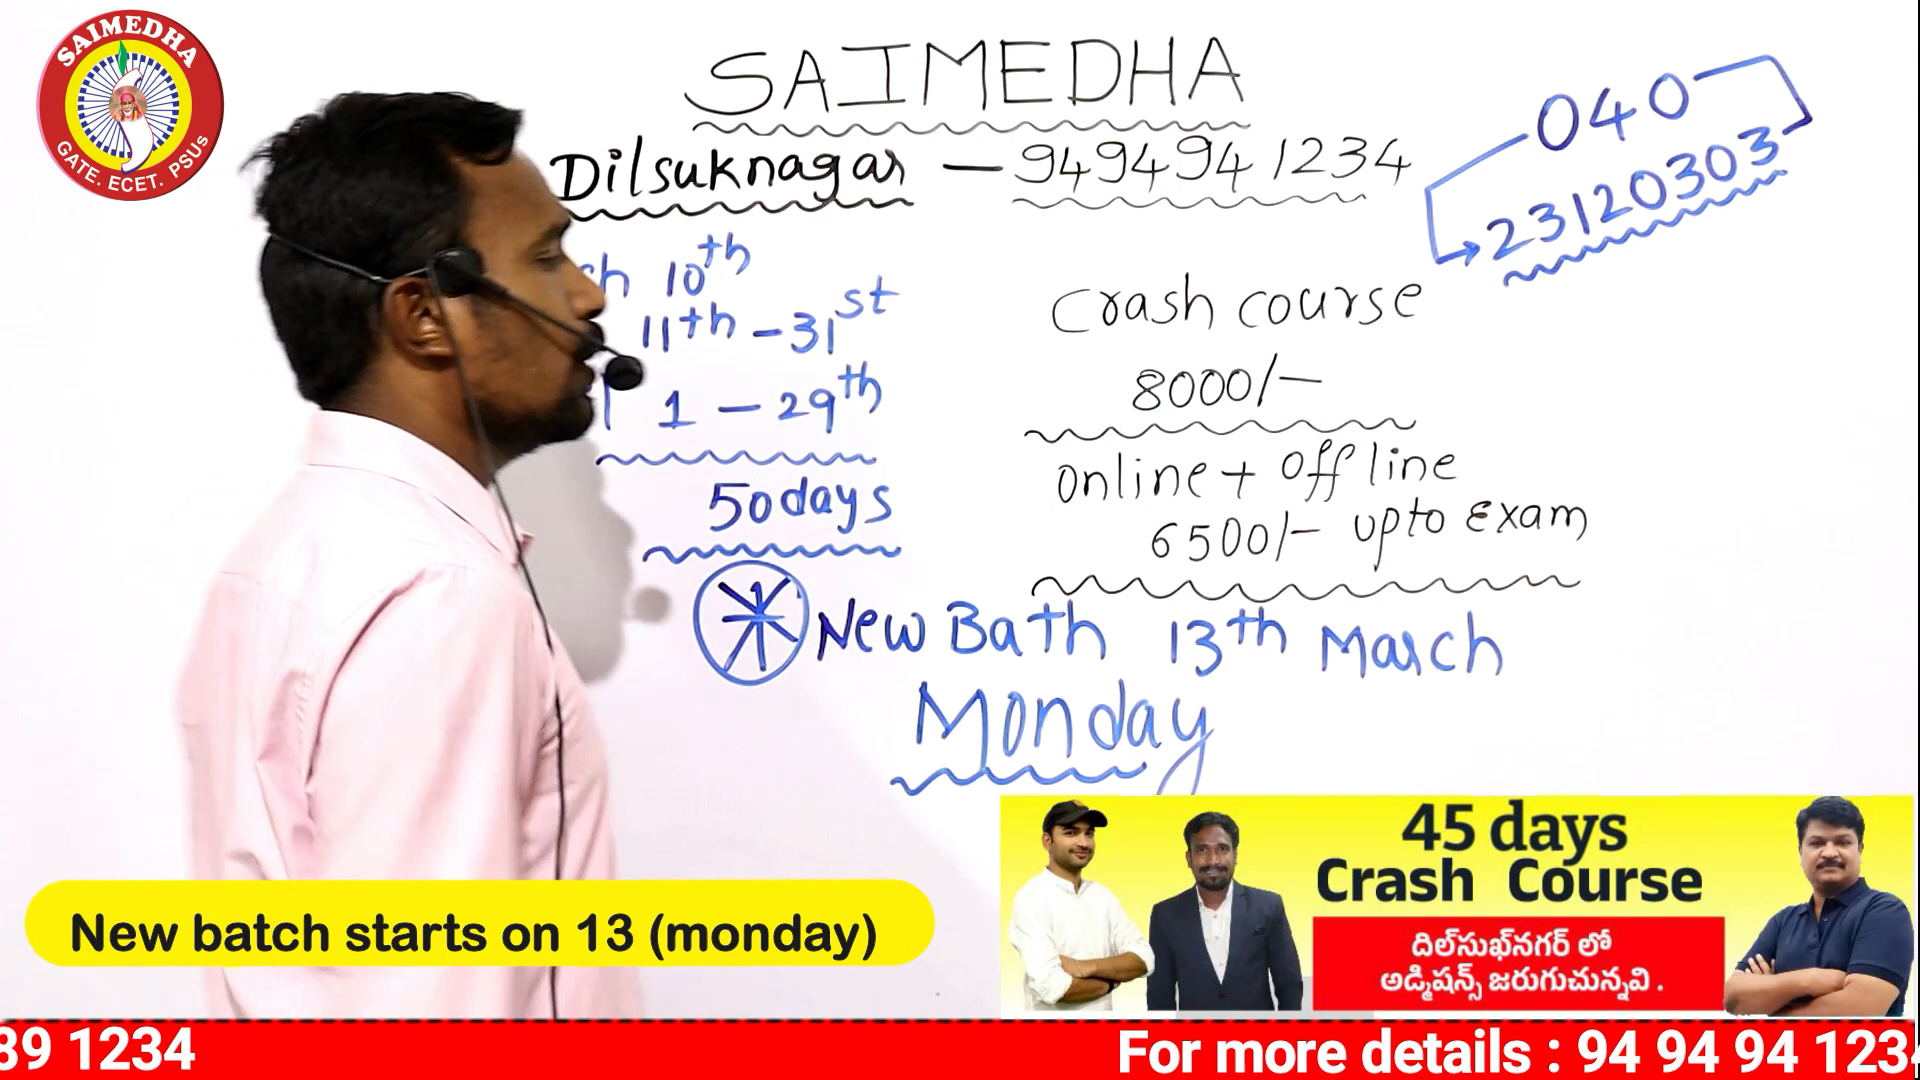 SAIMEDHA
GATE. ECET. PSUs
SAIMEDHA
Dilsuknagar — 9494941234
040
23120303
10th
11th - 31st
1 - 29th
50days
Crash course
8000/-
online + offline
6500/- upto Exam
New Bath 13th March
Monday
45 days
Crash Course
దిల్‌సుఖ్‌నగర్ లో
అడ్మిషన్స్ జరుగుచున్నవి .
New batch starts on 13 (monday)
89 1234
For more details : 94 94 94 1234